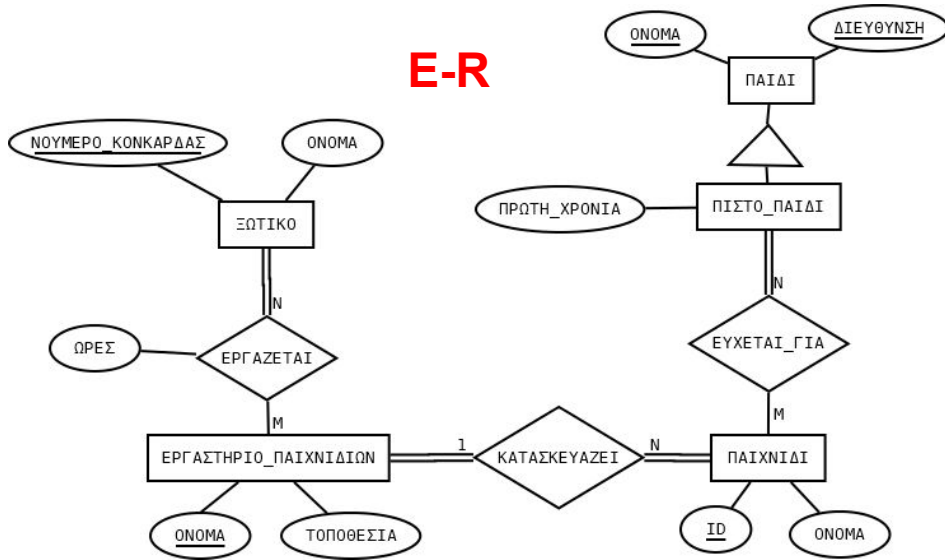 E-R
ΟΝΟΜΑ
ΔΙΕΥΘΥΝΣΗ
ΠΑΙΔΙ
ΝΟΥΜΕΡΟ_ΚΟΝΚΑΡΔΑΣ
ΟΝΟΜΑ
ΞΩΤΙΚΟ
ΠΡΩΤΗ_ΧΡΟΝΙΑ
ΠΙΣΤΟ_ΠΑΙΔΙ
N
N
ΩΡΕΣ
ΕΡΓΑΖΕΤΑΙ
ΕΥΧΕΤΑΙ_ΓΙΑ
M
M
ΕΡΓΑΣΤΗΡΙΟ_ΠΑΙΧΝΙΔΙΩΝ
1
ΚΑΤΑΣΚΕΥΑΖΕΙ
N
ΠΑΙΧΝΙΔΙ
ΟΝΟΜΑ
ΤΟΠΟΘΕΣΙΑ
ID
ΟΝΟΜΑ